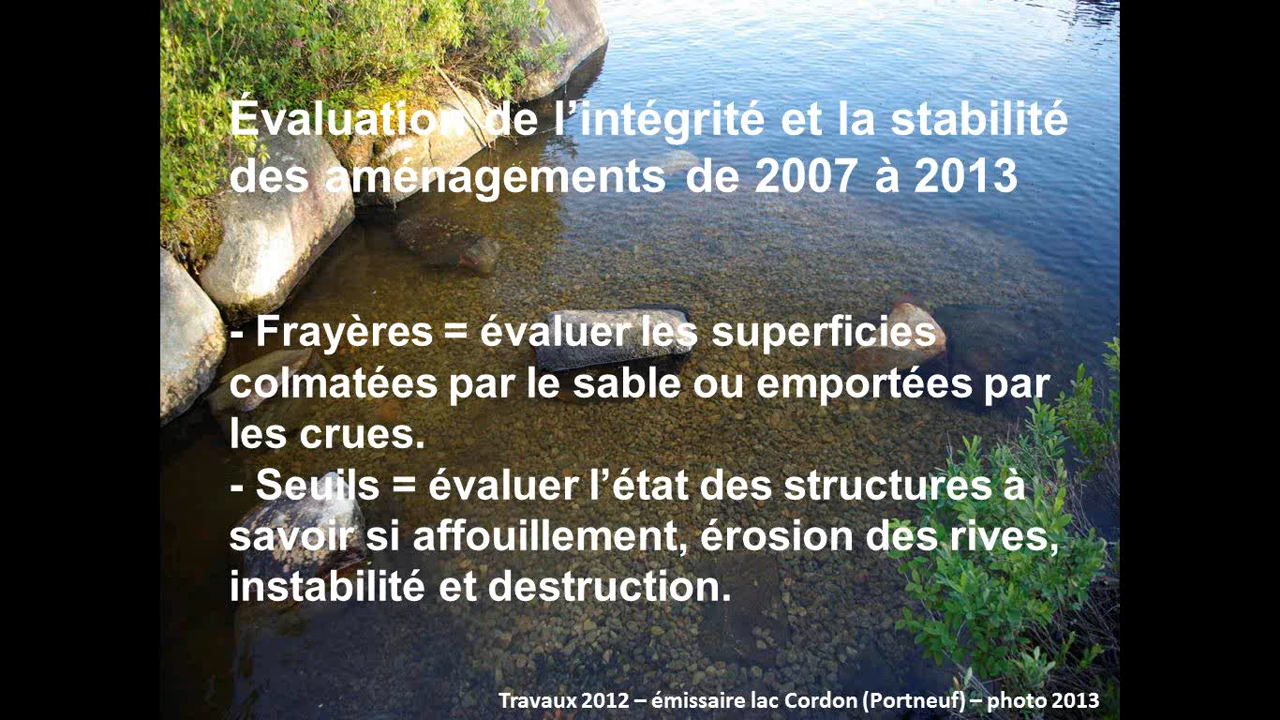 Évaluation de l’intégrité et la stabilité
des aménagements de 2007 à 2013
- Frayères = évaluer les superficies
colmatées par le sable ou emportées par
les crues.
- Seuils = évaluer l’état des structures à
savoir si affouillement, érosion des rives,
instabilité et destruction.
Travaux 2012 – émissaire lac Cordon (Portneuf) – photo 2013